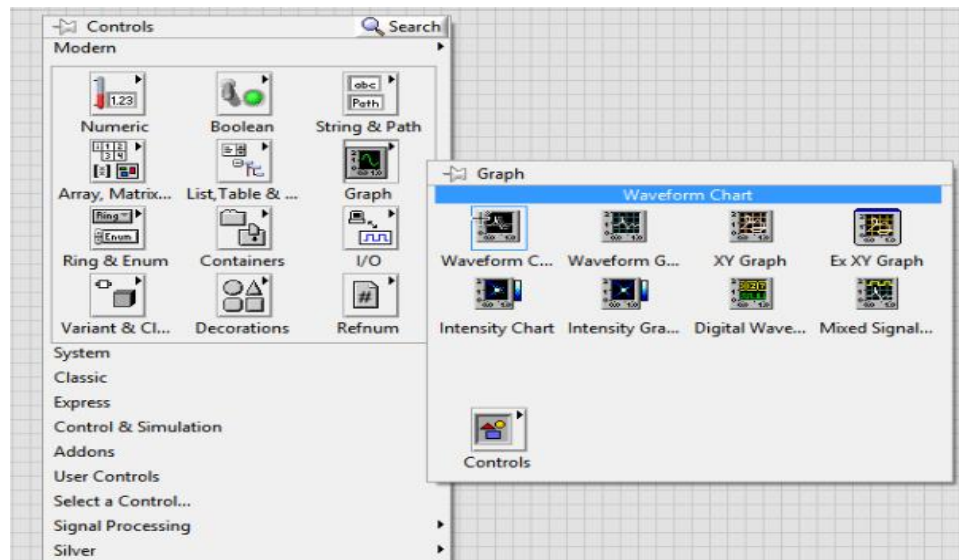 Controls
Search
Modern
1.23
abc
Path
Numeric
Boolean
String & Path
Array, Matrix...
List, Table & ...
Graph
Ring
Enum
Ring & Enum
Containers
I/O
#
Variant & Cl...
Decorations
Refnum
System
Classic
Express
Control & Simulation
Addons
User Controls
Select a Control...
Signal Processing
Silver
Graph
Waveform Chart
Waveform C...
Waveform G...
XY Graph
Ex XY Graph
Intensity Chart
Intensity Gra...
Digital Wave...
Mixed Signal...
Controls